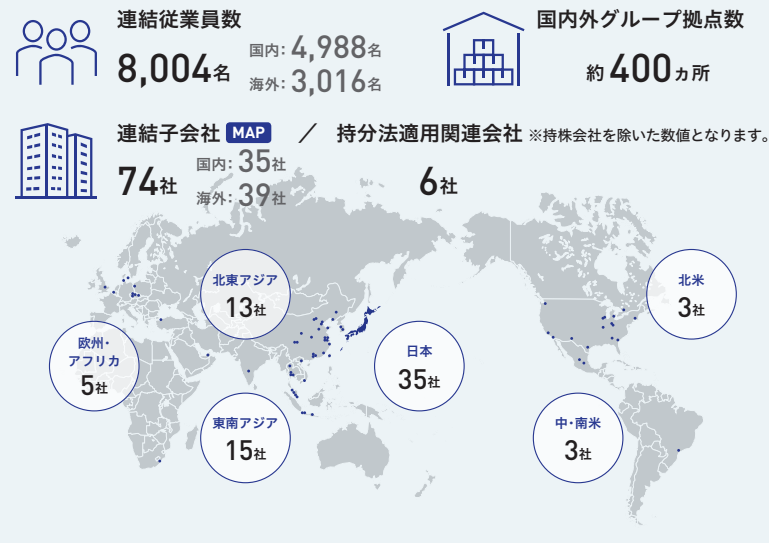 連結従業員数
8,004名
国内：4,988名
海外：3,016名
国内外グループ拠点数
約400ヵ所
連結子会社 MAP ／ 持分法適用関連会社 ※持株会社を除いた数値となります。
74社
国内：35社
海外：39社
6社
北東アジア
13社
北米
3社
欧州・
アフリカ
5社
日本
35社
東南アジア
15社
中・南米
3社